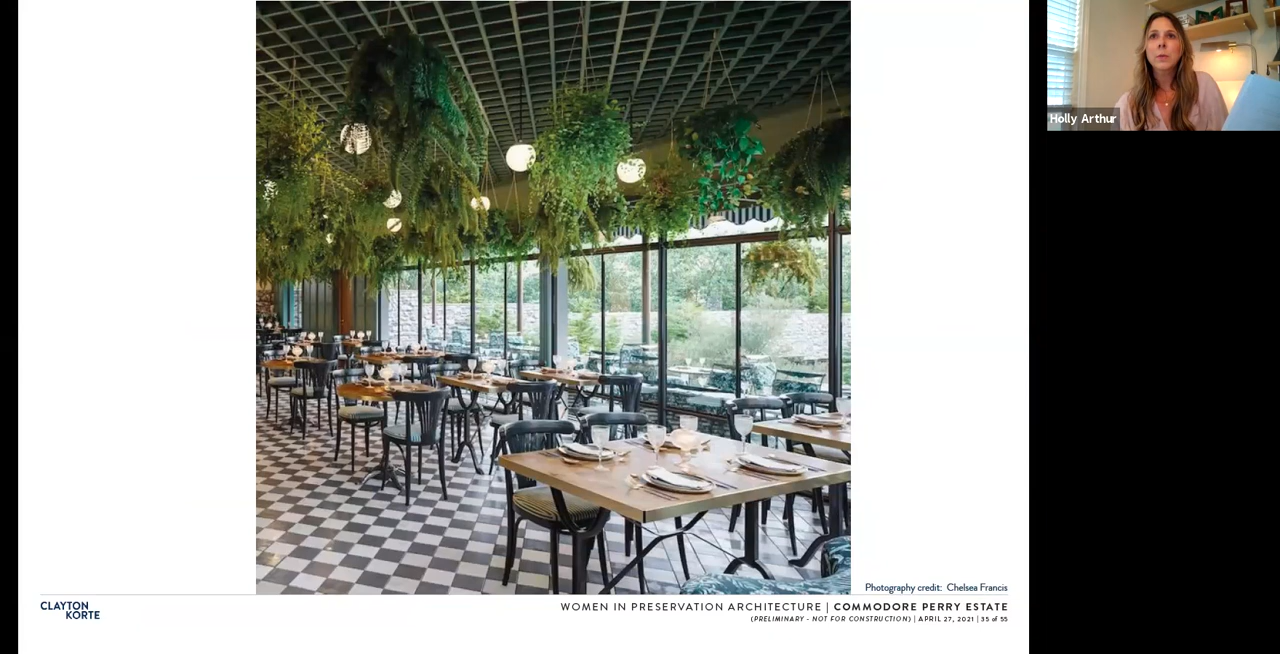 Holly Arthur
Photography credit: Chelsea Francis
CLAYTON
KORTE
WOMEN IN PRESERVATION ARCHITECTURE | COMMODORE PERRY ESTATE
(PRELIMINARY - NOT FOR CONSTRUCTION) | APRIL 27, 2021 | 35 of 55